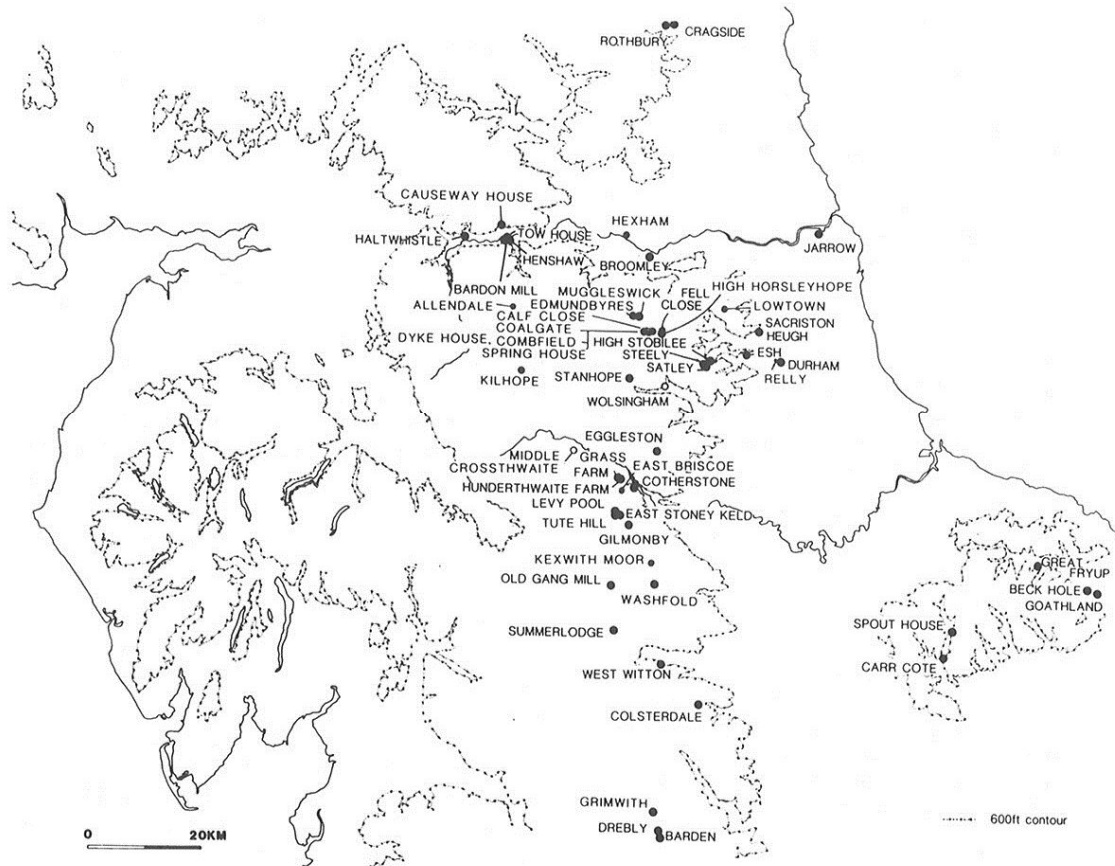 ROTHBURY
CRAGSIDE
CAUSEWAY HOUSE
HEXHAM
HALTWHISTLE
TOW HOUSE
JARROW
HENSHAW
BROOMLEY
BARDON MILL
MUGGLESWICK
FELL CLOSE
HIGH HORSLEYHOPE
ALLENDALE
EDMUNDBYRES
LOWTOWN
CALF CLOSE
COALGATE
SACRISTON HEUGH
DYKE HOUSE, COMBFIELD
HIGH STOBILEE
SPRING HOUSE
STEELY
ESH
SATLEY
DURHAM
KILHOPE
STANHOPE
RELLY
WOLSINGHAM
EGGLESTON
MIDDLE
GRASS
CROSSTHWAITE
FARM
EAST BRISCOE
HUNDERTHWAITE FARM
COTHERSTONE
LEVY POOL
EAST STONEY KELD
TUTE HILL
GILMONBY
KEXWITH MOOR
GREAT FRYUP
OLD GANG MILL
WASHFOLD
BECK HOLE
GOATHLAND
SUMMERLODGE
SPOUT HOUSE
WEST WITTON
CARR COTE
COLSTERDALE
GRIMWITH
DREBLY
BARDEN
0 20KM
600ft contour